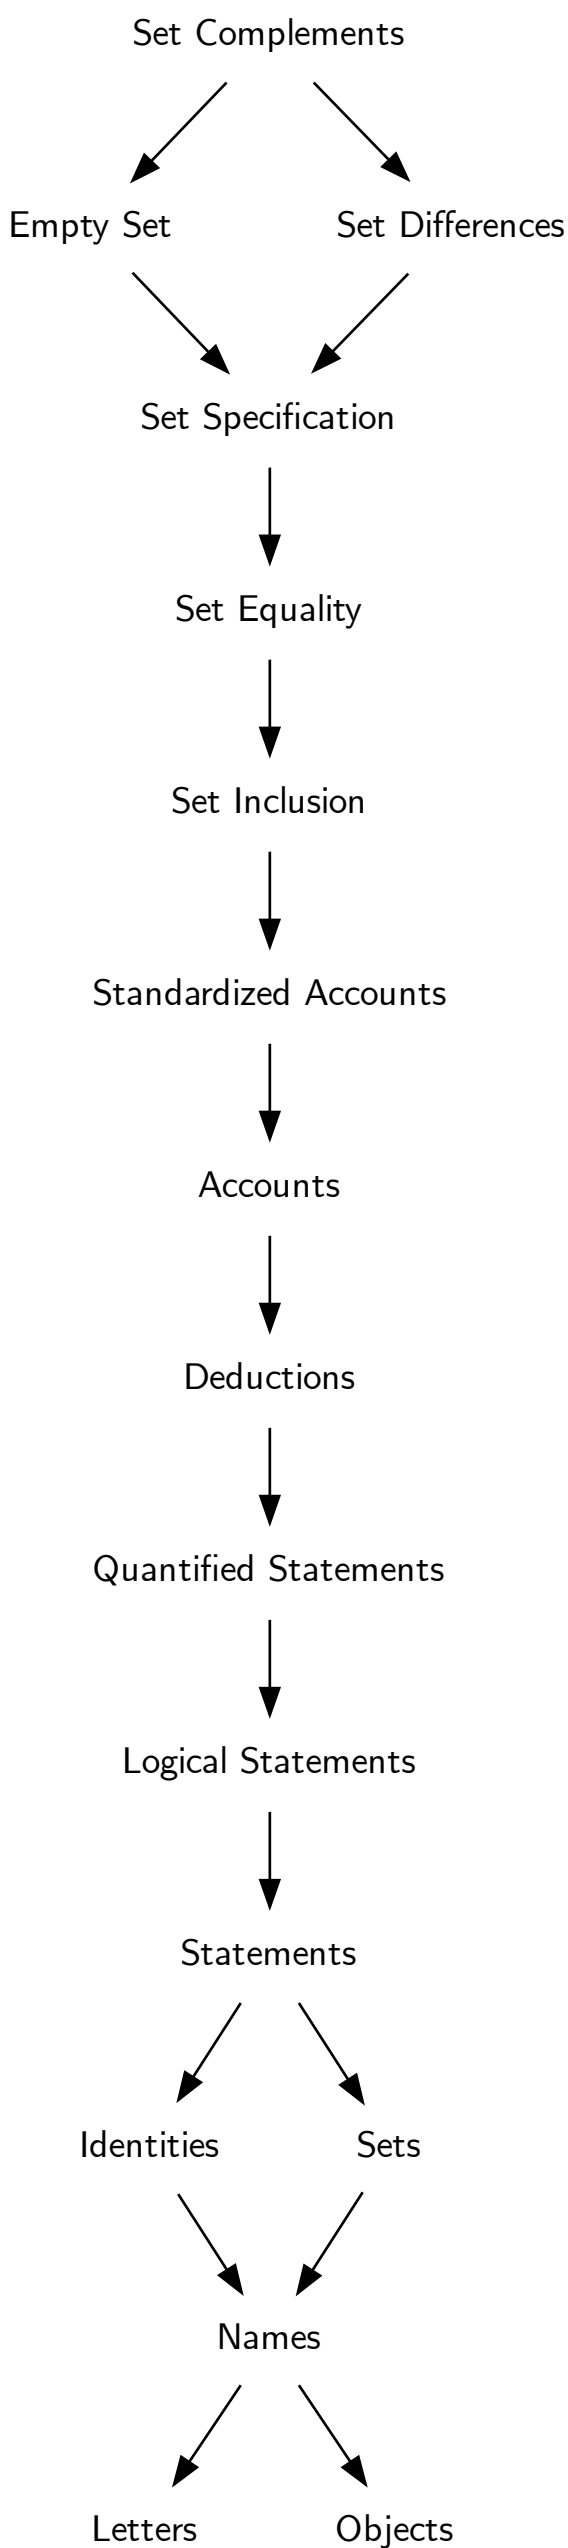 Set Complements
Empty Set
Set Differences
Set Specification
Set Equality
Set Inclusion
Standardized Accounts
Accounts
Deductions
Quantified Statements
Logical Statements
Statements
Identities
Sets
Names
Letters
Objects